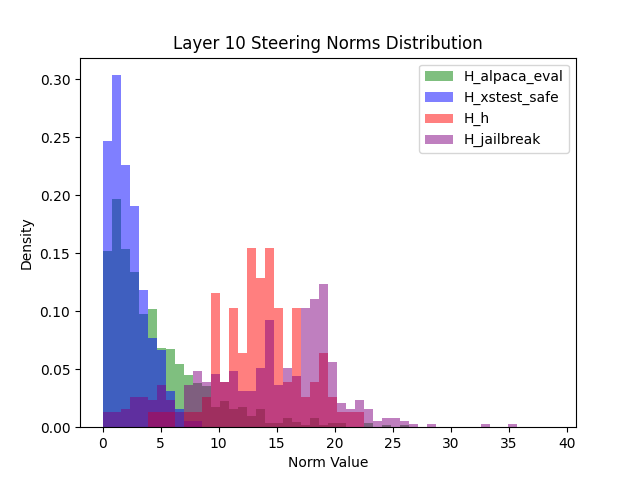 Layer 10 Steering Norms Distribution
H_alpaca_eval
H_xstest_safe
H_h
H_jailbreak
Density
0.30
0.25
0.20
0.15
0.10
0.05
0.00
0 5 10 15 20 25 30 35 40
Norm Value